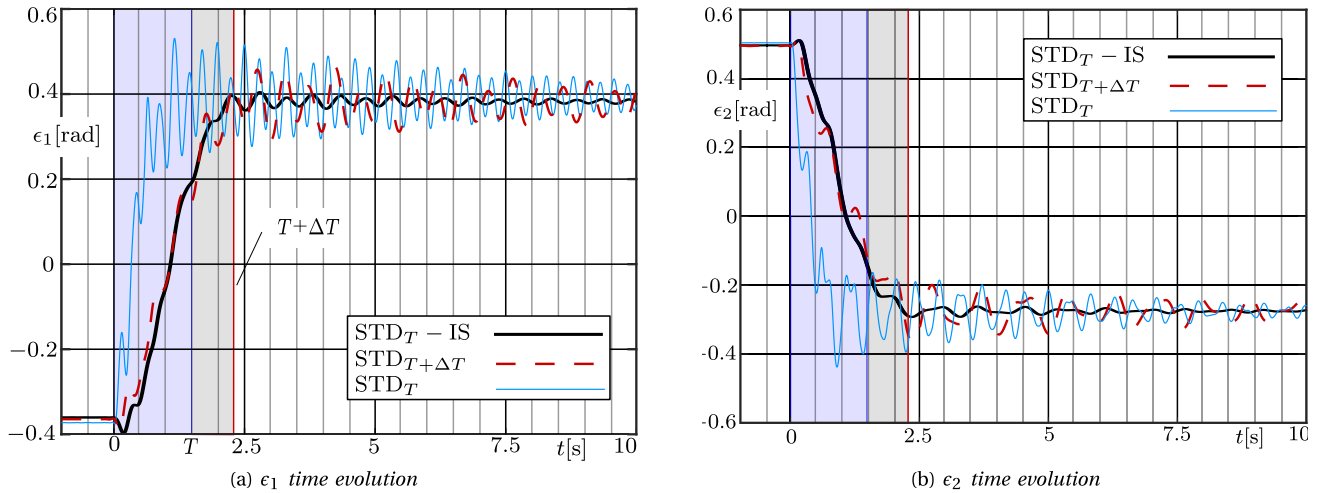 0.6
0.4
ϵ1[rad]
0.2
0
−0.2
−0.4
T+ΔT
STD_T − IS
STD_{T+ΔT}
STD_T
0 T 2.5 5 7.5 t[s] 10
(a) ϵ1 time evolution
0.6
0.4
ϵ2[rad]
0.2
0
-0.2
-0.4
-0.6
STD_T − IS
STD_{T+ΔT}
STD_T
0 2.5 5 7.5 t[s] 10
(b) ϵ2 time evolution